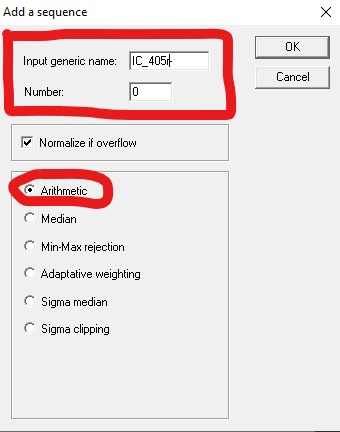 Add a sequence
Input generic name: IC_405r-
Number: 0
OK
Cancel
Normalize if overflow
Arithmetic
Median
Min-Max rejection
Adaptative weighting
Sigma median
Sigma clipping